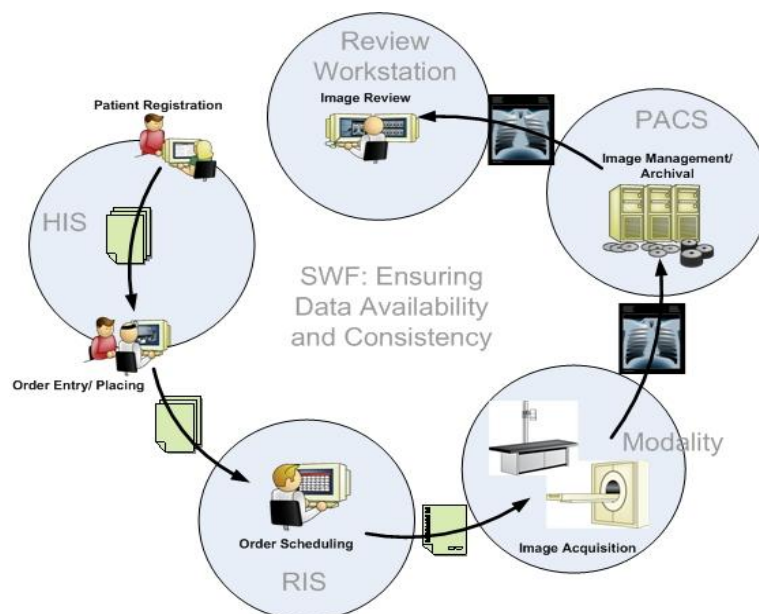 Review
Workstation
Image Review
Patient Registration
PACS
Image Management/
Archival
HIS
SWF: Ensuring
Data Availability
and Consistency
Order Entry/ Placing
Modality
Order Scheduling
Image Acquisition
RIS